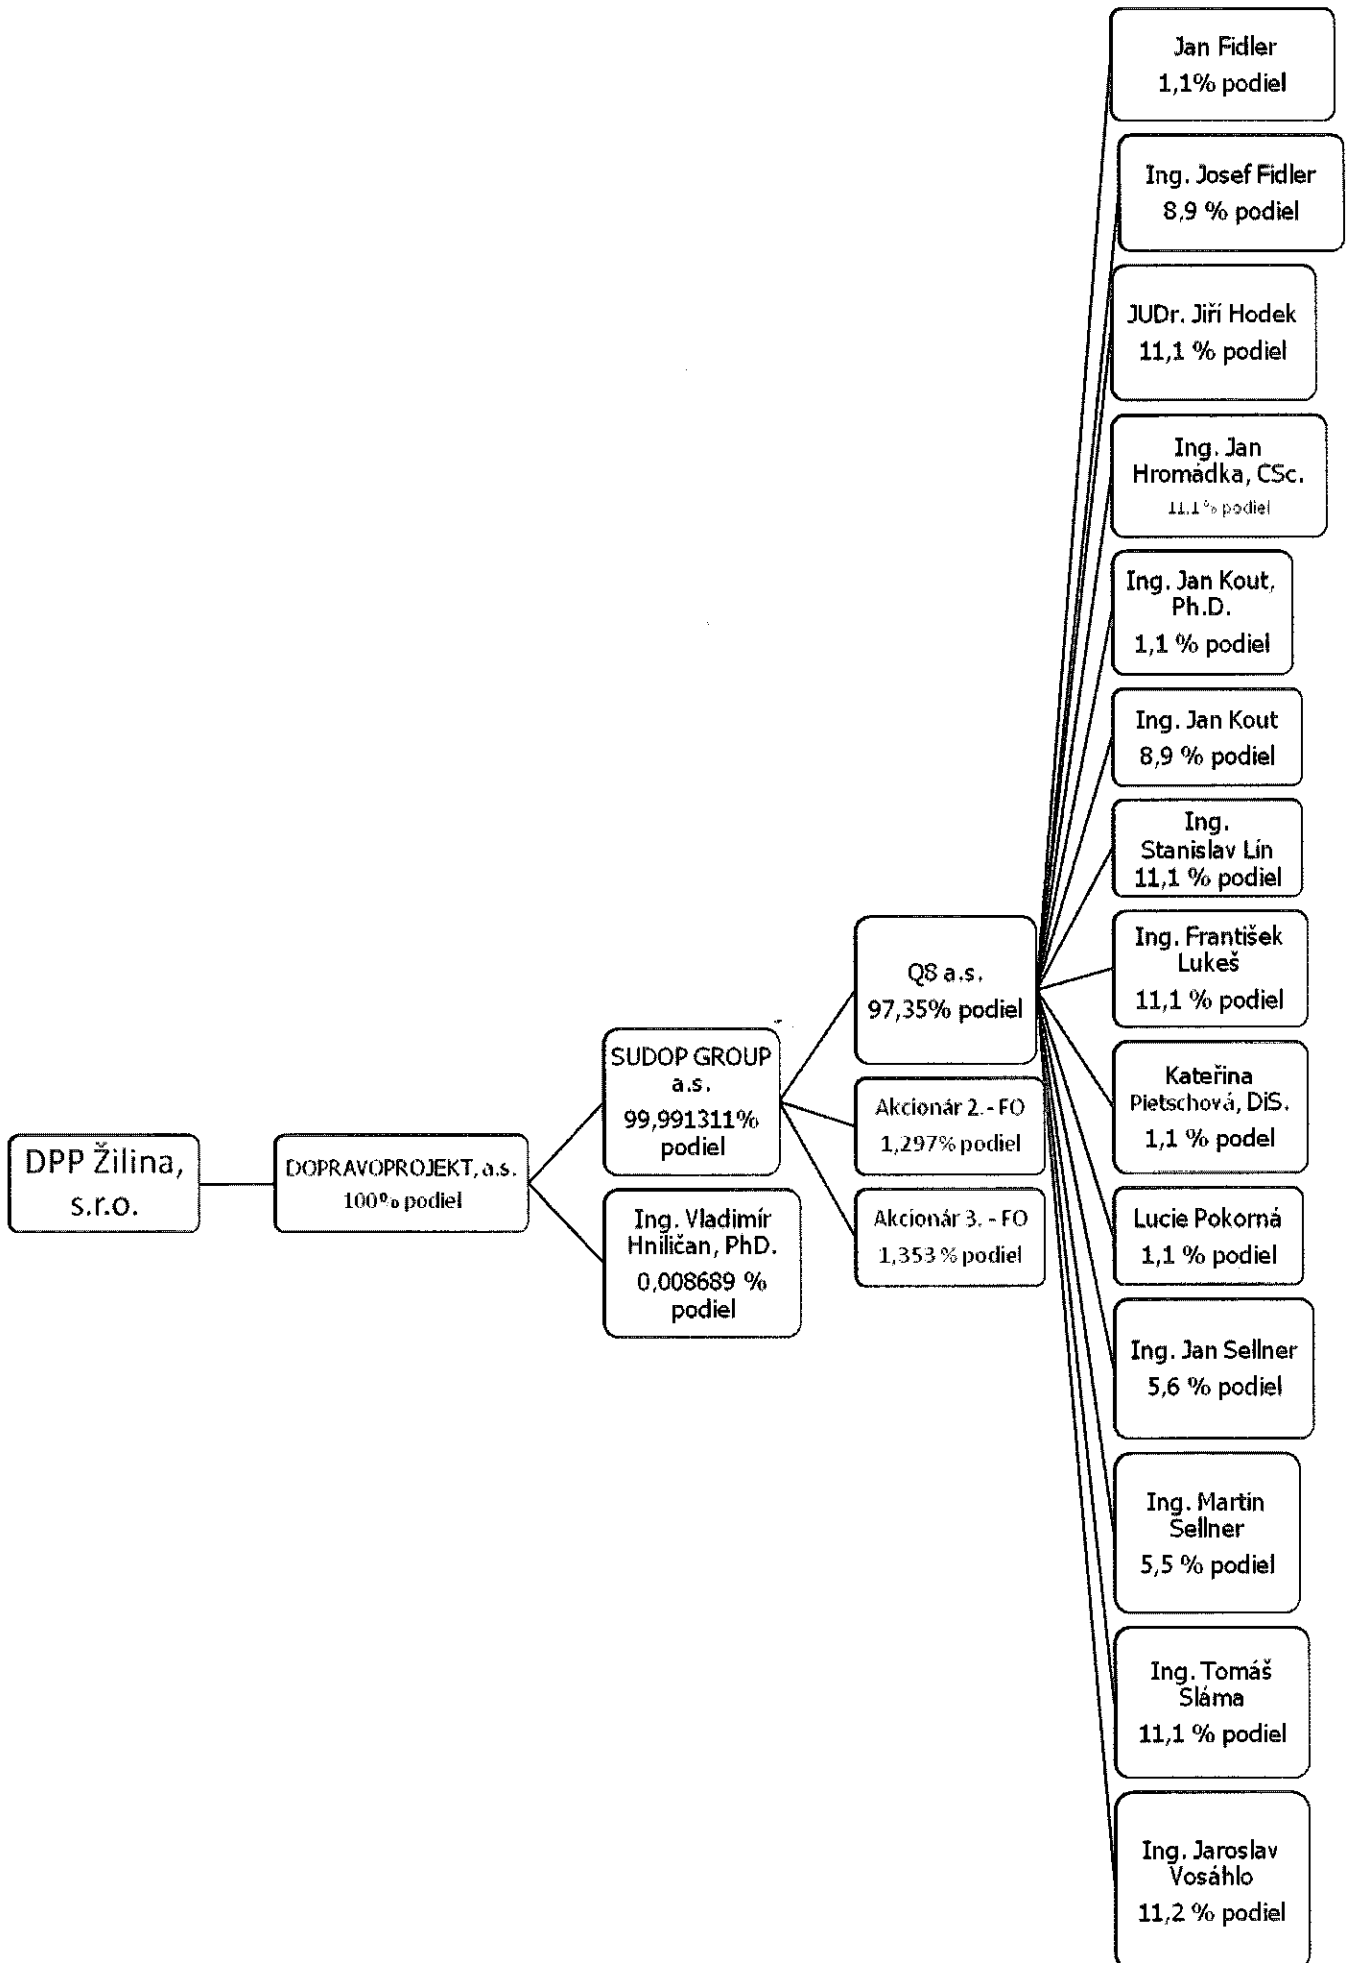 DPP Žilina,
s.r.o.
DOPRAVOPROJEKT, a.s.
100% podiel
SUDOP GROUP
a.s.
99,991311%
podiel
Ing. Vladimír
Hniličan, PhD.
0,008689 %
podiel
Q8 a.s.
97,35% podiel
Akcionár 2.- FO
1,297% podiel
Akcionár 3. - FO
1,353 % podiel
Jan Fidler
1,1% podiel
Ing. Josef Fidler
8,9 % podiel
JUDr. Jiří Hodek
11,1 % podiel
Ing. Jan
Hromádka, CSc.
11,1 % podiel
Ing. Jan Kout,
Ph.D.
1,1 % podiel
Ing. Jan Kout
8,9 % podiel
Ing.
Stanislav Lín
11,1 % podiel
Ing. František
Lukeš
11,1 % podiel
Kateřina
Pietschová, DiS.
1,1 % podel
Lucie Pokorná
1,1 % podiel
Ing. Jan Sellner
5,6 % podiel
Ing. Martin
Sellner
5,5 % podiel
Ing. Tomáš
Sláma
11,1 % podiel
Ing. Jaroslav
Vosáhlo
11,2 % podiel